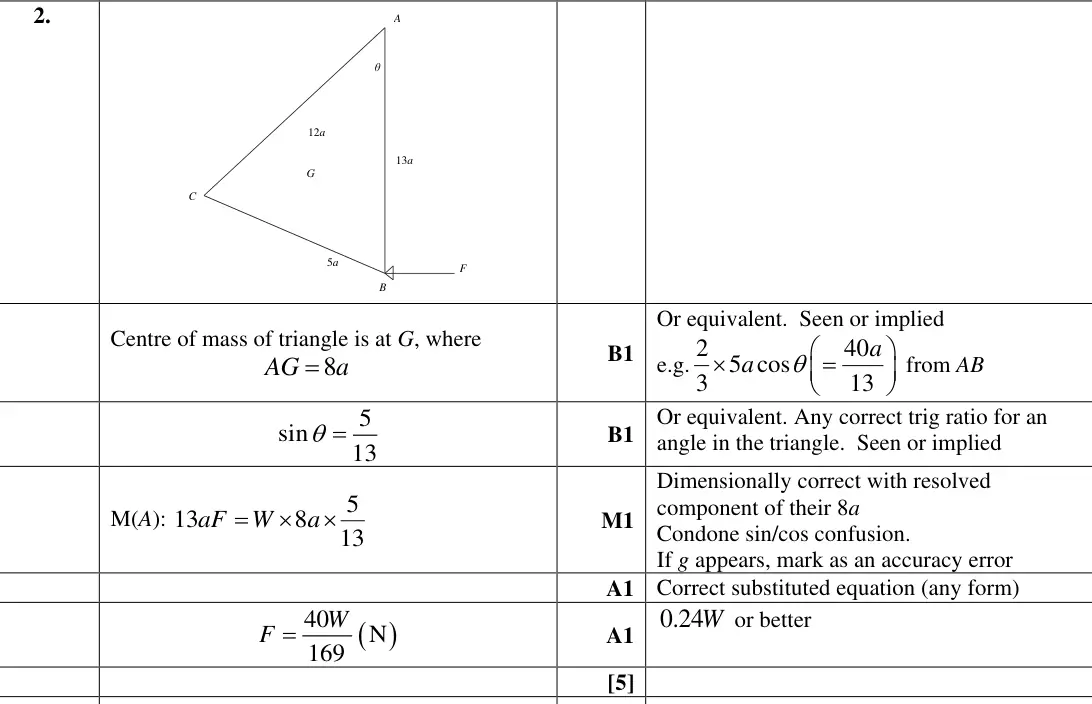 2.
A
θ
12a
13a
G
C
5a
F
B
Centre of mass of triangle is at G, where
AG = 8a
B1
Or equivalent. Seen or implied
e.g. 2/3 × 5a cos θ (= 40a/13) from AB
sin θ = 5/13
B1
Or equivalent. Any correct trig ratio for an
angle in the triangle. Seen or implied
M(A): 13aF = W × 8a × 5/13
M1
Dimensionally correct with resolved
component of their 8a
Condone sin/cos confusion.
If g appears, mark as an accuracy error
A1
Correct substituted equation (any form)
F = 40W/169 (N)
A1
0.24W or better
[5]